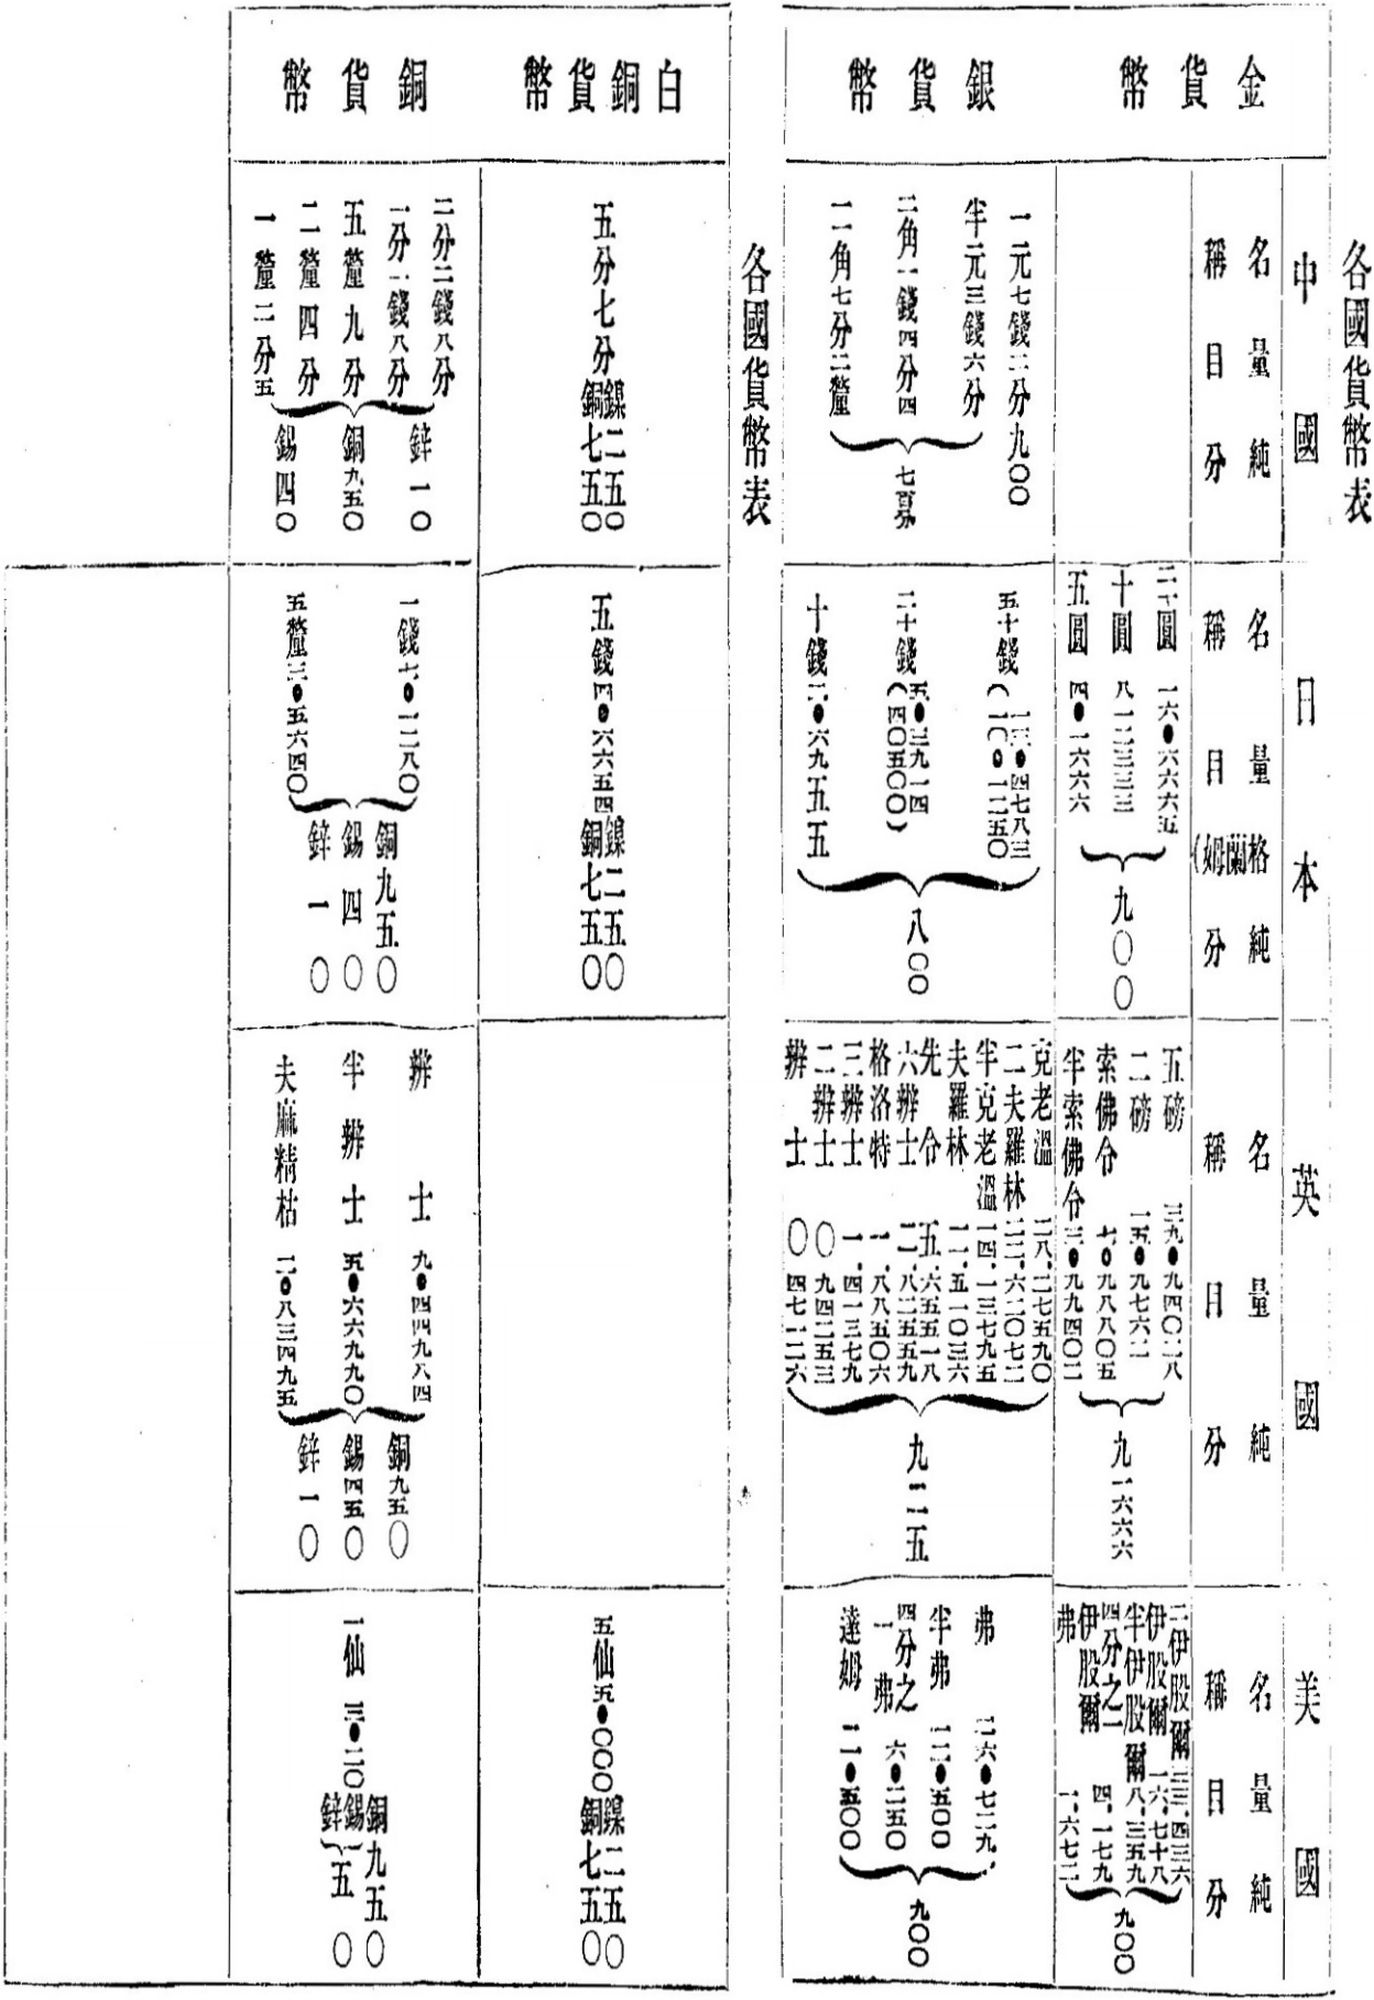 各國貨幣表
中國
日本
英國
美國
名稱 量目 純分
名稱 量目(格蘭姆 純分
名稱 量目 純分
名稱 量目 純分
金貨幣
二十圓 一六●六六六五
十圓 八一二三三三
五圓 四●一六六六
九〇〇
五磅 三九●九四〇二八
二磅 一五●九七六二
索佛令 七●九八八〇五
半索佛令 三●九九四〇二
九一六六六
二伊股爾 三三.四三六
伊股爾 一六.七十八
半伊股爾 八.三五九
四分之一伊股爾 四.一七九
弗 一.六七二
九〇〇
銀貨幣
一元七錢二分九〇〇
半元三錢六分
二角一錢四分四
一一角七分二釐
五十錢 一三●四七八三
(一〇●一二五〇
二十錢 五●三九一四
(四〇五〇〇)
十錢 二●六九五五
八〇〇
克老溫 二八.二七五九〇
二夫羅林 二二.六二〇七二
半克老溫 一四.一三七九五
夫羅林 一一.五一〇三六
先令 五.六五五一八
六辨士 二.八二五五九
格洛特 一.八八五〇六
三辨士 一.四一三七九
二辨士 〇九四二五三
辨士 〇四七一二六
九二二五
弗 二六●七二九
半弗 一二●五〇〇
四分之一弗 六●二五〇
達姆 二一●五〇〇
九〇〇
各國貨幣表
白銅貨幣
五分七分 鎳二五〇 銅七五〇
五錢四●六六五四 鎳二五〇 銅七五〇
五仙五●〇〇〇 鎳二五〇 銅七五〇
銅貨幣
二分二錢八分
一分一錢八分
五釐九分
二釐四分
一釐二分五
鋅一〇
銅九五〇
錫四〇
一錢七●一二八〇
五釐三●五六四〇
銅九五〇
錫四〇
鋅一〇
辨士 九●四四九八四
半辨士 五●六六九九〇
夫麻精枯 二●八三四九五
銅九五〇
錫四五〇
鋅一〇
一仙 三●二〇
銅九五〇
錫鋅 五〇